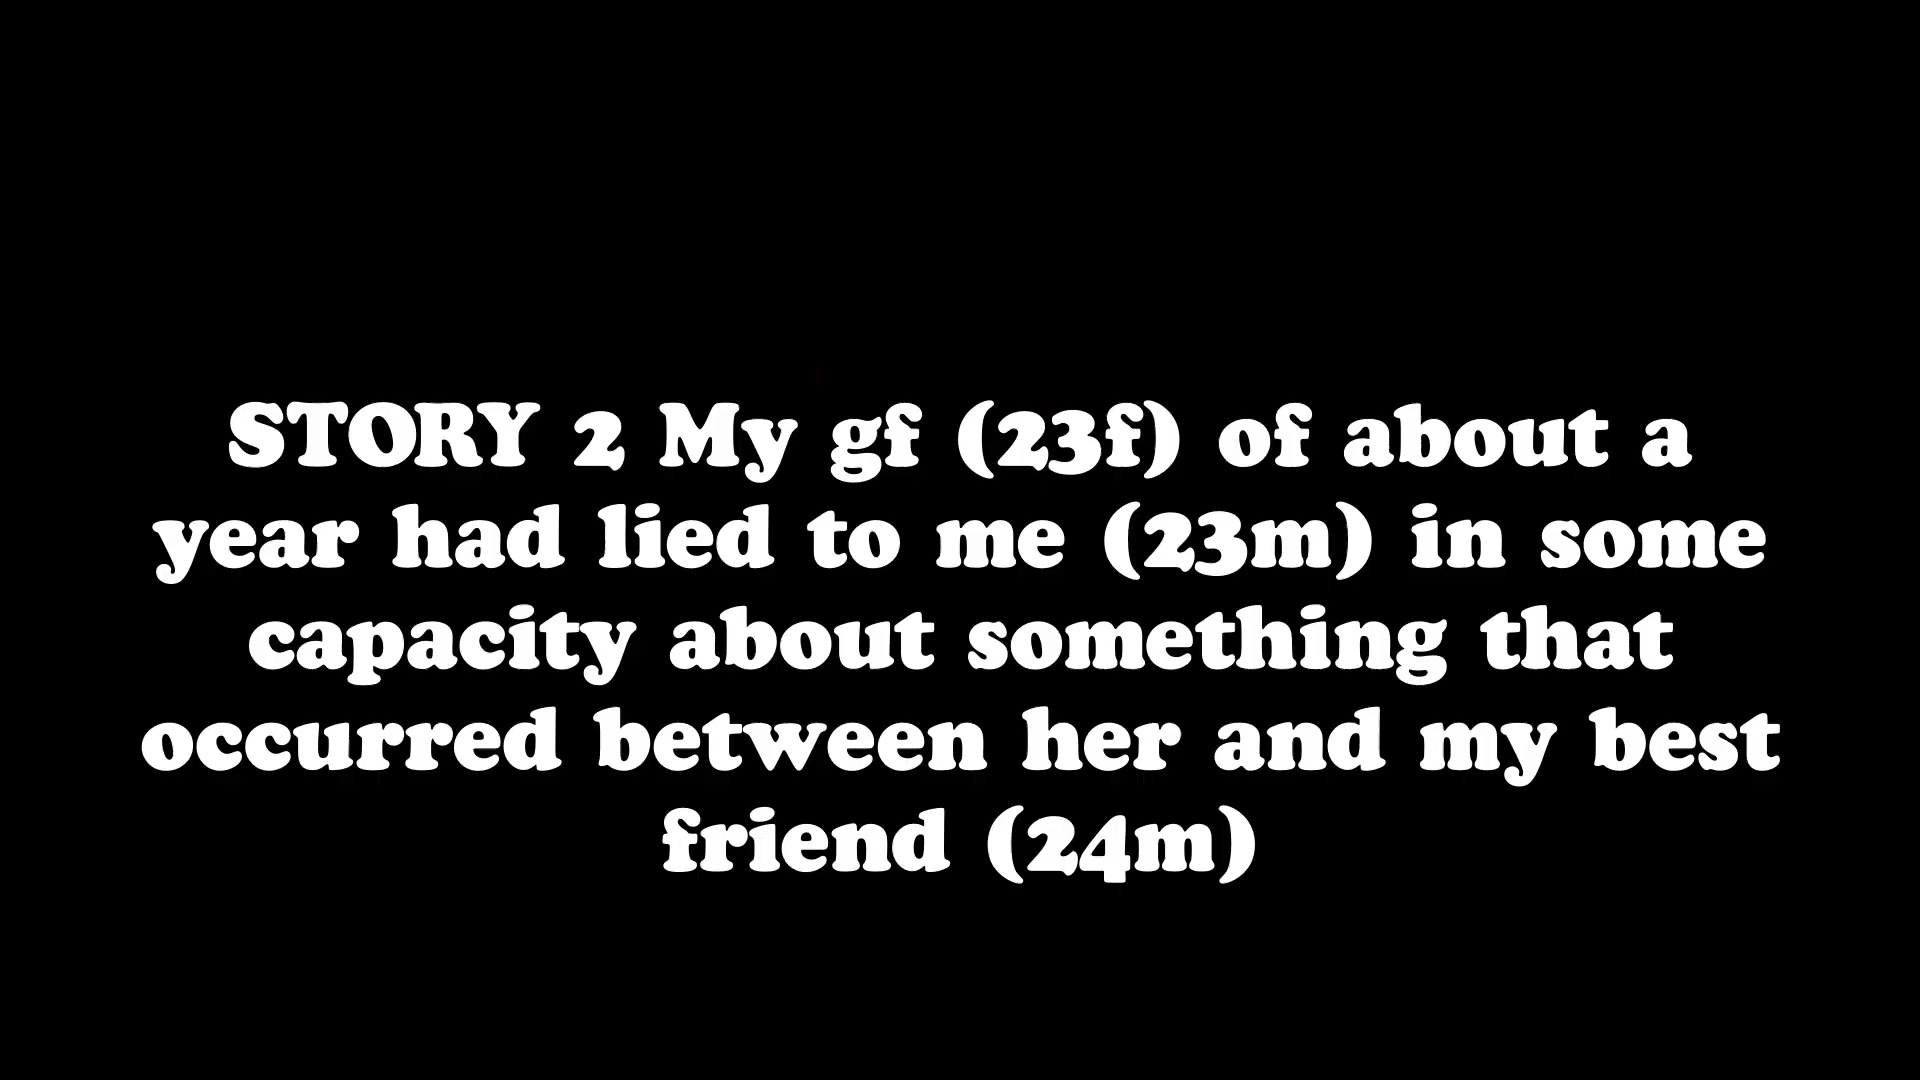 STORY 2 My gf (23f) of about a
year had lied to me (23m) in some
capacity about something that
occurred between her and my best
friend (24m)